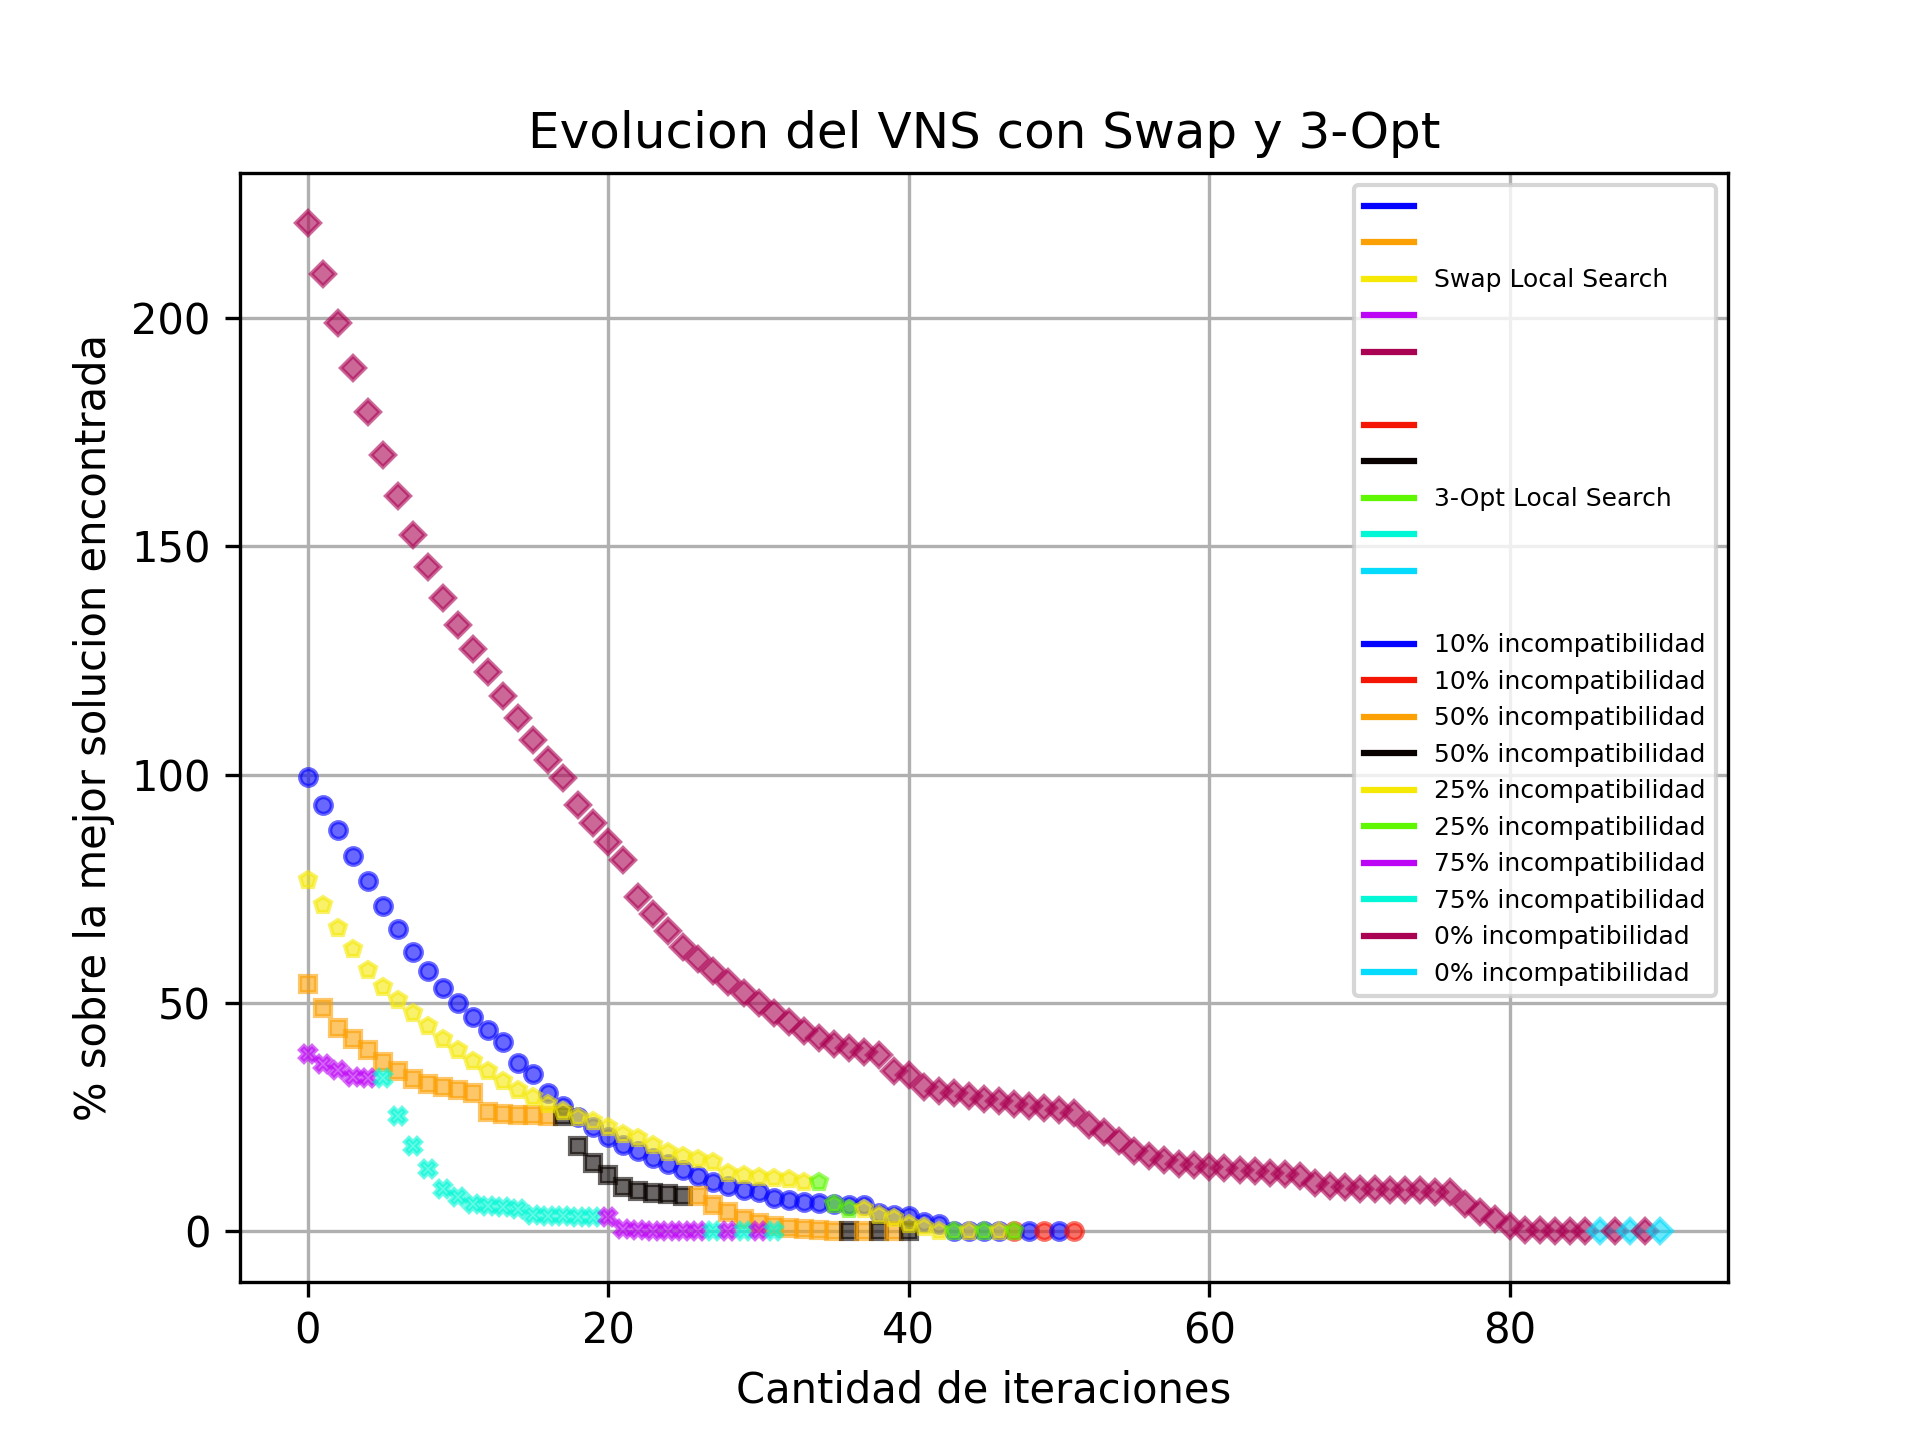 Evolucion del VNS con Swap y 3-Opt
% sobre la mejor solucion encontrada
200
150
100
50
0
Swap Local Search
3-Opt Local Search
10% incompatibilidad
10% incompatibilidad
50% incompatibilidad
50% incompatibilidad
25% incompatibilidad
25% incompatibilidad
75% incompatibilidad
75% incompatibilidad
0% incompatibilidad
0% incompatibilidad
0 20 40 60 80
Cantidad de iteraciones